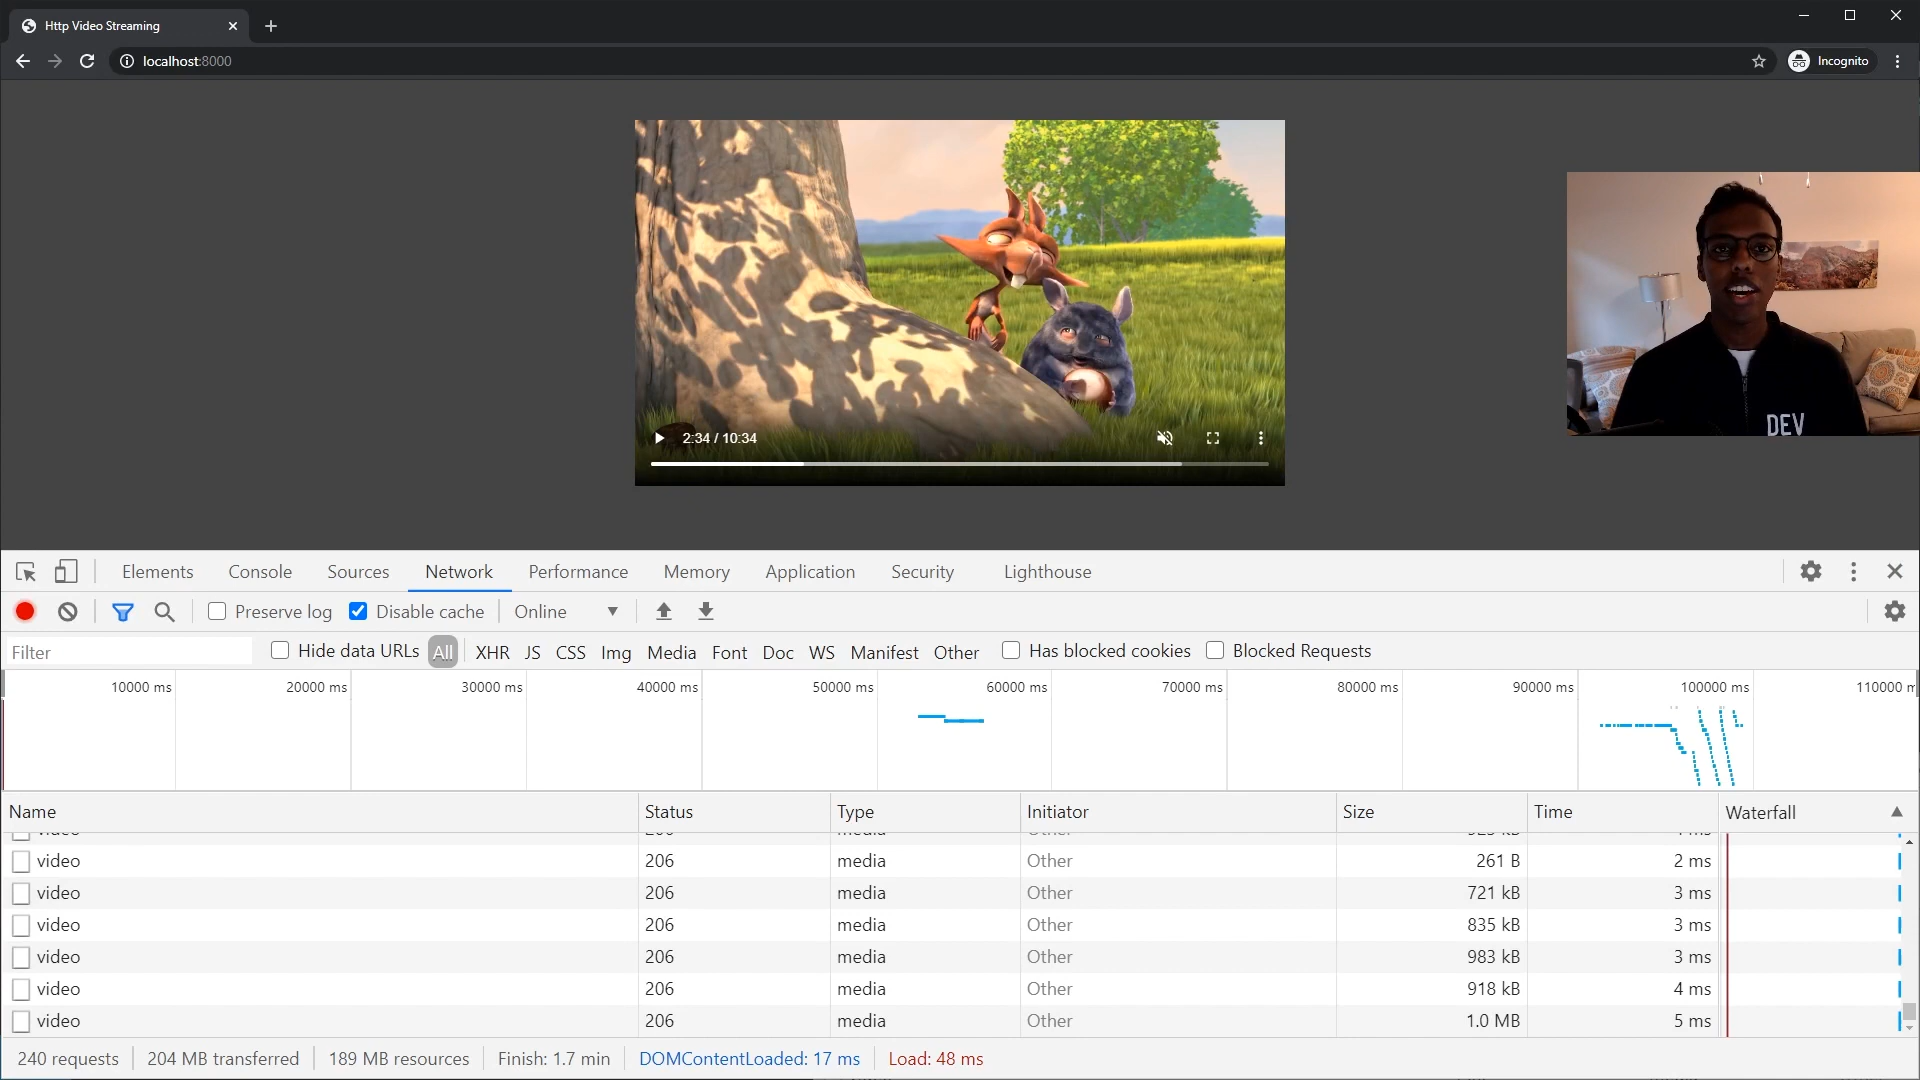 Http Video Streaming
localhost:8000
Incognito
DEV
2:34 / 10:34
Elements Console Sources Network Performance Memory Application Security Lighthouse
Preserve log Disable cache Online
Filter Hide data URLs All XHR JS CSS Img Media Font Doc WS Manifest Other Has blocked cookies Blocked Requests
10000 ms 20000 ms 30000 ms 40000 ms 50000 ms 60000 ms 70000 ms 80000 ms 90000 ms 100000 ms 110000 m
Name Status Type Initiator Size Time Waterfall
video 206 media Other 261 B 2 ms
video 206 media Other 721 kB 3 ms
video 206 media Other 835 kB 3 ms
video 206 media Other 983 kB 3 ms
video 206 media Other 918 kB 4 ms
video 206 media Other 1.0 MB 5 ms
240 requests 204 MB transferred 189 MB resources Finish: 1.7 min DOMContentLoaded: 17 ms Load: 48 ms